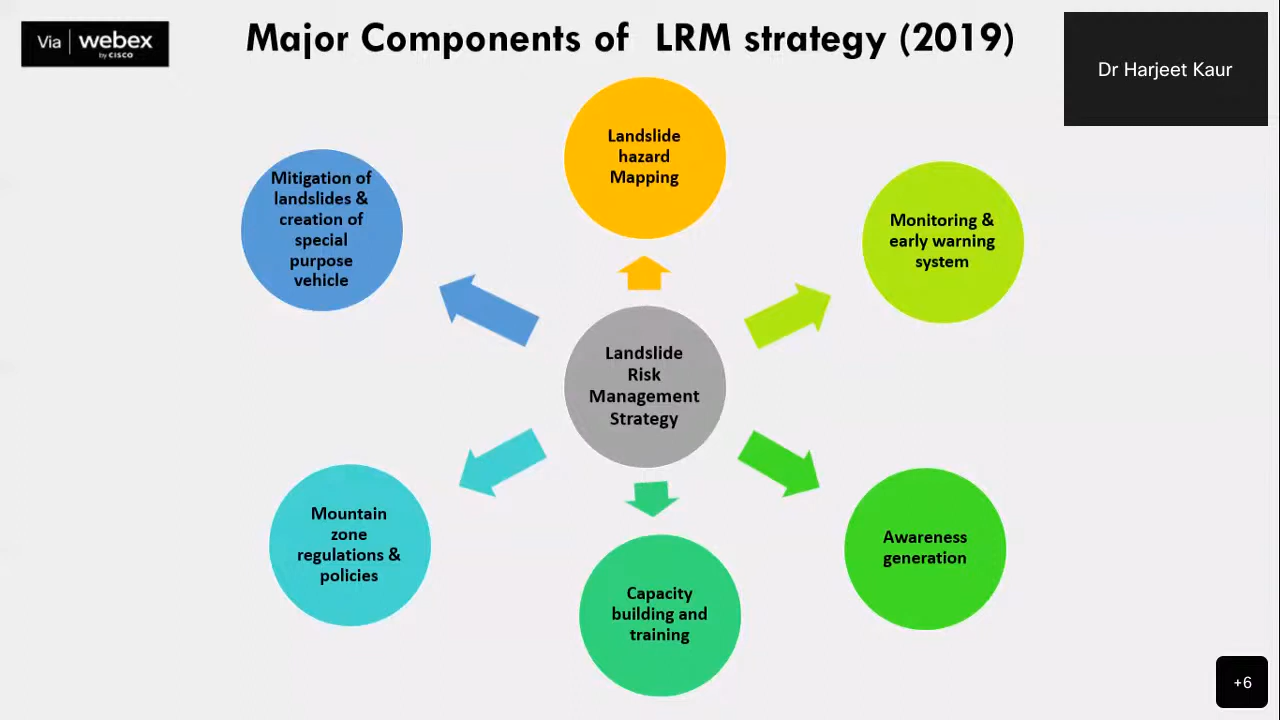 Via webex
by CISCO
Major Components of LRM strategy (2019)
Dr Harjeet Kaur
Landslide
hazard
Mapping
Monitoring &
early warning
system
Awareness
generation
Capacity
building and
training
Mountain
zone
regulations &
policies
Mitigation of
landslides &
creation of
special
purpose
vehicle
Landslide
Risk
Management
Strategy
+6